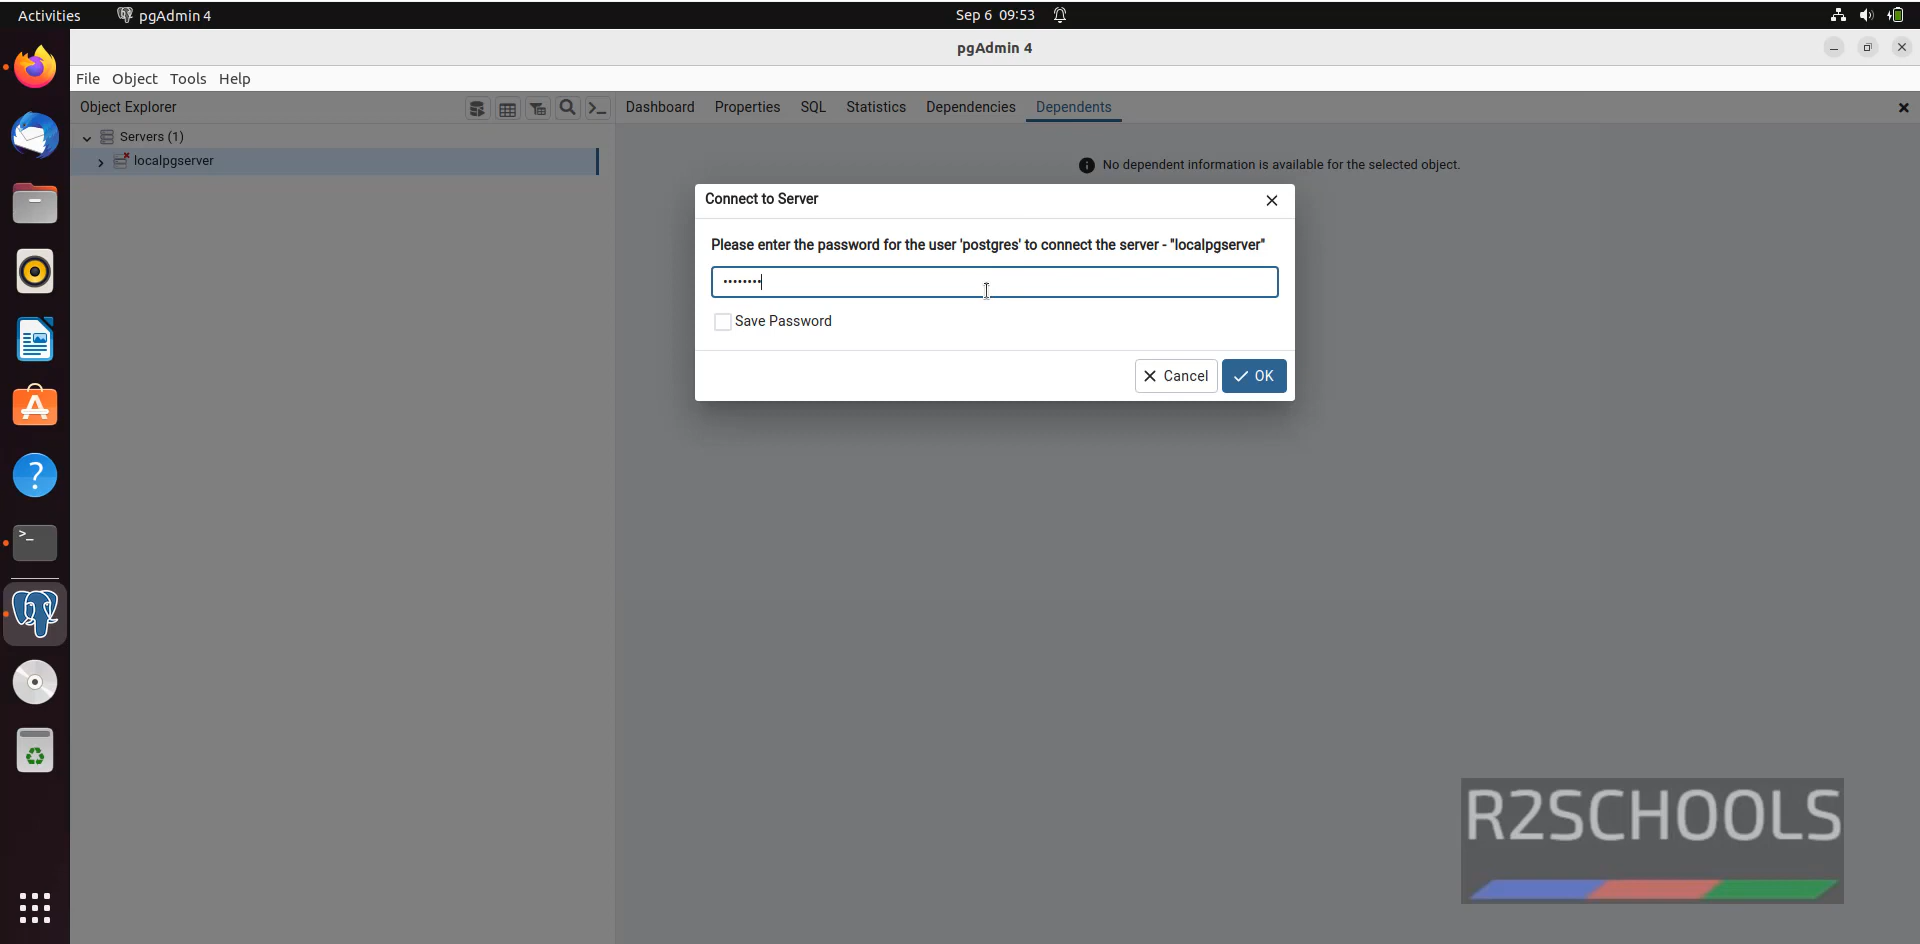 Activities
pgAdmin 4
Sep 6 09:53
pgAdmin 4
File Object Tools Help
Object Explorer
Dashboard Properties SQL Statistics Dependencies Dependents
Servers (1)
localpgserver
No dependent information is available for the selected object.
Connect to Server
Please enter the password for the user 'postgres' to connect the server - "localpgserver"
••••••••
Save Password
Cancel
OK
R2SCHOOLS